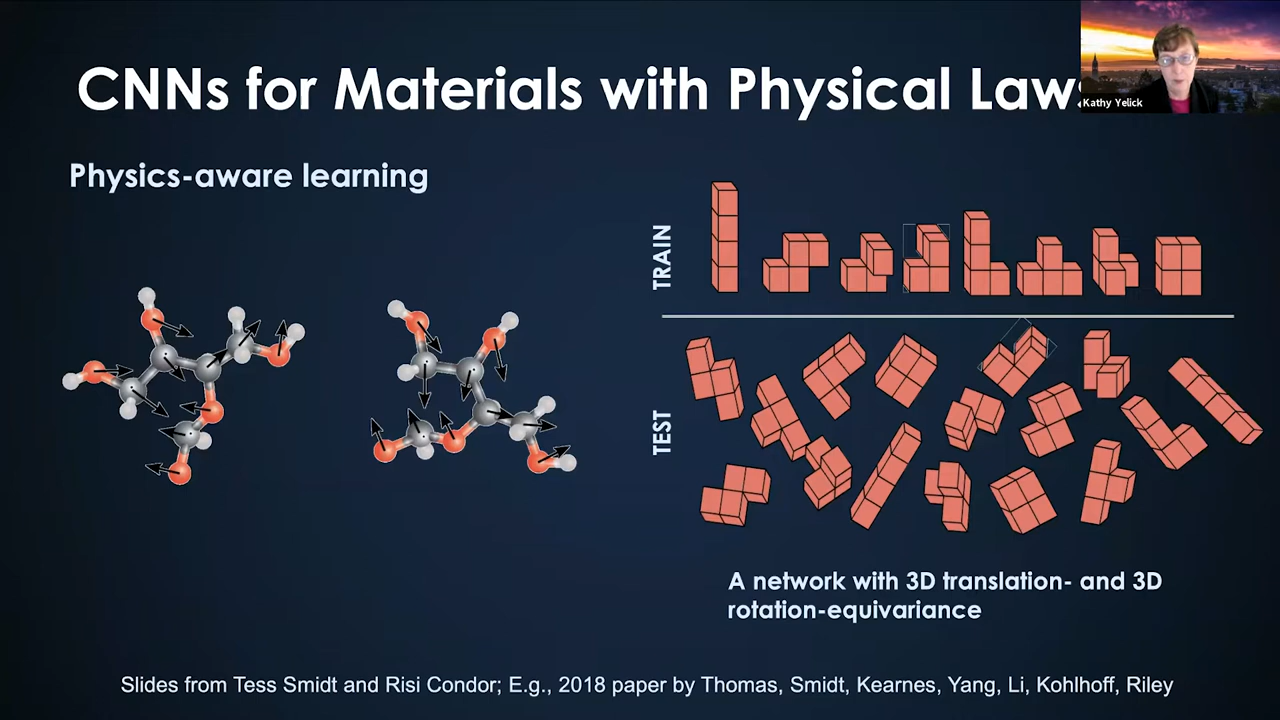 CNNs for Materials with Physical Laws
Kathy Yelick
Physics-aware learning
TRAIN
TEST
A network with 3D translation- and 3D
rotation-equivariance
Slides from Tess Smidt and Risi Condor; E.g., 2018 paper by Thomas, Smidt, Kearnes, Yang, Li, Kohlhoff, Riley